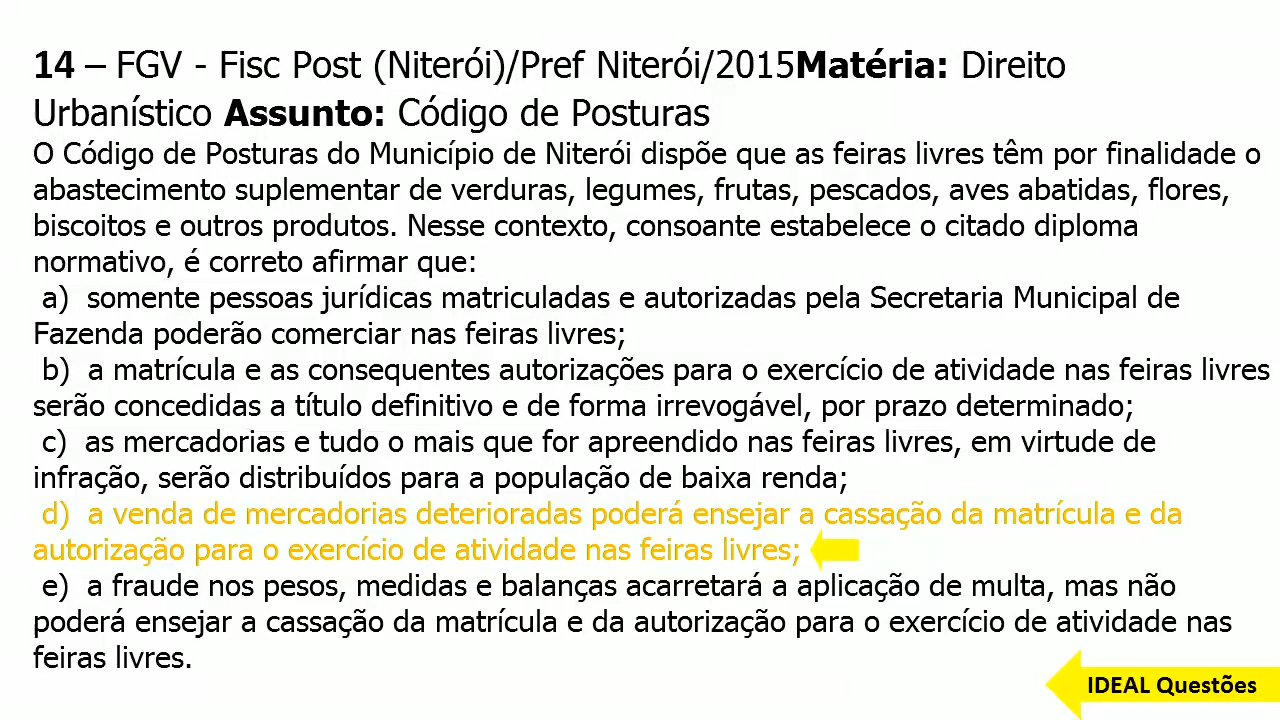 14 – FGV - Fisc Post (Niterói)/Pref Niterói/2015Matéria: Direito
Urbanístico Assunto: Código de Posturas
O Código de Posturas do Município de Niterói dispõe que as feiras livres têm por finalidade o
abastecimento suplementar de verduras, legumes, frutas, pescados, aves abatidas, flores,
biscoitos e outros produtos. Nesse contexto, consoante estabelece o citado diploma
normativo, é correto afirmar que:
a) somente pessoas jurídicas matriculadas e autorizadas pela Secretaria Municipal de
Fazenda poderão comerciar nas feiras livres;
b) a matrícula e as consequentes autorizações para o exercício de atividade nas feiras livres
serão concedidas a título definitivo e de forma irrevogável, por prazo determinado;
c) as mercadorias e tudo o mais que for apreendido nas feiras livres, em virtude de
infração, serão distribuídos para a população de baixa renda;
d) a venda de mercadorias deterioradas poderá ensejar a cassação da matrícula e da
autorização para o exercício de atividade nas feiras livres;
e) a fraude nos pesos, medidas e balanças acarretará a aplicação de multa, mas não
poderá ensejar a cassação da matrícula e da autorização para o exercício de atividade nas
feiras livres.
IDEAL Questões